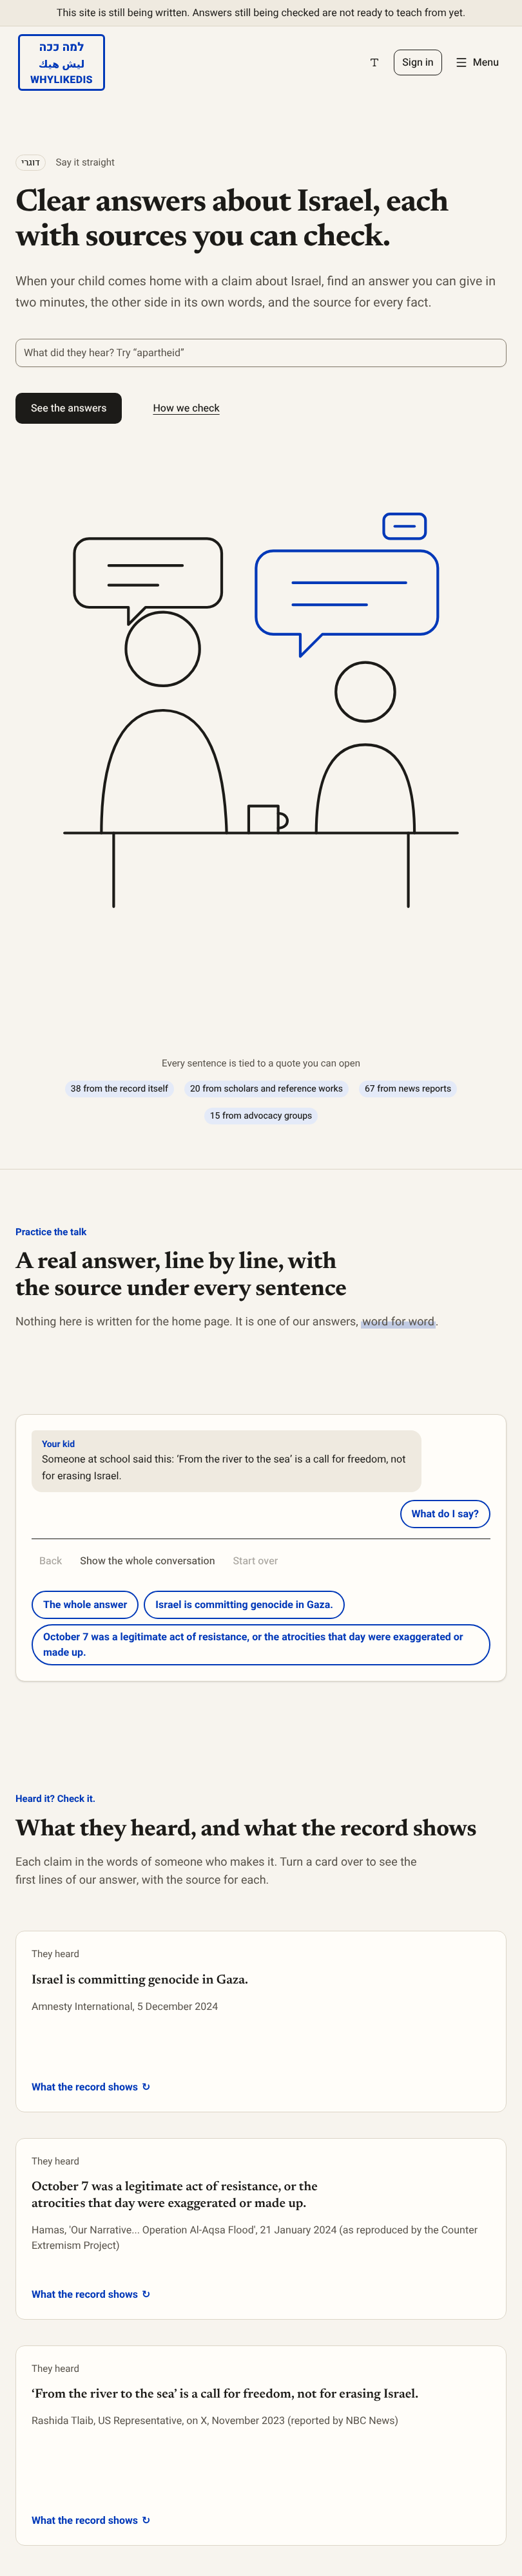 This site is still being written. Answers still being checked are not ready to teach from yet.
למה ככה
ليش هيك
WHYLIKEDIS
T
Sign in
Menu
דוגרי
Say it straight
Clear answers about Israel, each
with sources you can check.
When your child comes home with a claim about Israel, find an answer you can give in
two minutes, the other side in its own words, and the source for every fact.
What did they hear? Try “apartheid”
See the answers
How we check
Every sentence is tied to a quote you can open
38 from the record itself
20 from scholars and reference works
67 from news reports
15 from advocacy groups
Practice the talk
A real answer, line by line, with
the source under every sentence
Nothing here is written for the home page. It is one of our answers, word for word.
Your kid
Someone at school said this: ‘From the river to the sea’ is a call for freedom, not
for erasing Israel.
What do I say?
Back
Show the whole conversation
Start over
The whole answer
Israel is committing genocide in Gaza.
October 7 was a legitimate act of resistance, or the atrocities that day were exaggerated or
made up.
Heard it? Check it.
What they heard, and what the record shows
Each claim in the words of someone who makes it. Turn a card over to see the
first lines of our answer, with the source for each.
They heard
Israel is committing genocide in Gaza.
Amnesty International, 5 December 2024
What the record shows ↻
They heard
October 7 was a legitimate act of resistance, or the
atrocities that day were exaggerated or made up.
Hamas, 'Our Narrative... Operation Al-Aqsa Flood', 21 January 2024 (as reproduced by the Counter
Extremism Project)
What the record shows ↻
They heard
‘From the river to the sea’ is a call for freedom, not for erasing Israel.
Rashida Tlaib, US Representative, on X, November 2023 (reported by NBC News)
What the record shows ↻